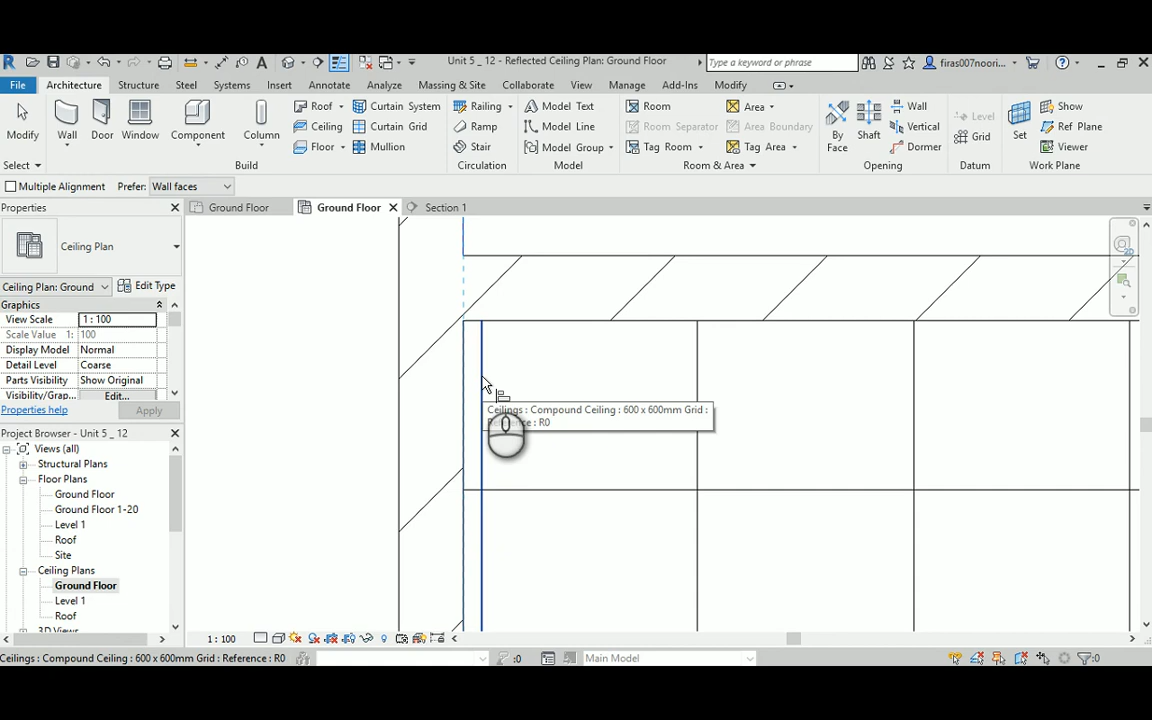 Unit 5 _ 12 - Reflected Ceiling Plan: Ground Floor
Type a keyword or phrase
firas007noori...
File Architecture Structure Steel Systems Insert Annotate Analyze Massing & Site Collaborate View Manage Add-Ins Modify
Modify
Wall
Door
Window
Component
Column
Roof
Ceiling
Floor
Curtain System
Curtain Grid
Mullion
Railing
Ramp
Stair
Model Text
Model Line
Model Group
Room
Room Separator
Tag Room
Area
Area Boundary
Tag Area
By Face
Shaft
Wall
Vertical
Dormer
Level
Grid
Set
Show
Ref Plane
Viewer
Select Build Circulation Model Room & Area Opening Datum Work Plane
Multiple Alignment Prefer: Wall faces
Properties
Ground Floor
Ground Floor
Section 1
Ceiling Plan
Ceiling Plan: Ground
Edit Type
Graphics
View Scale 1 : 100
Scale Value 1: 100
Display Model Normal
Detail Level Coarse
Parts Visibility Show Original
Visibility/Grap... Edit...
Properties help
Apply
Project Browser - Unit 5 _ 12
Views (all)
Structural Plans
Floor Plans
Ground Floor
Ground Floor 1-20
Level 1
Roof
Site
Ceiling Plans
Ground Floor
Level 1
Roof
3D Views
Ceilings : Compound Ceiling : 600 x 600mm Grid :
Reference : R0
1 : 100
Ceilings : Compound Ceiling : 600 x 600mm Grid : Reference : R0
:0
Main Model
:0